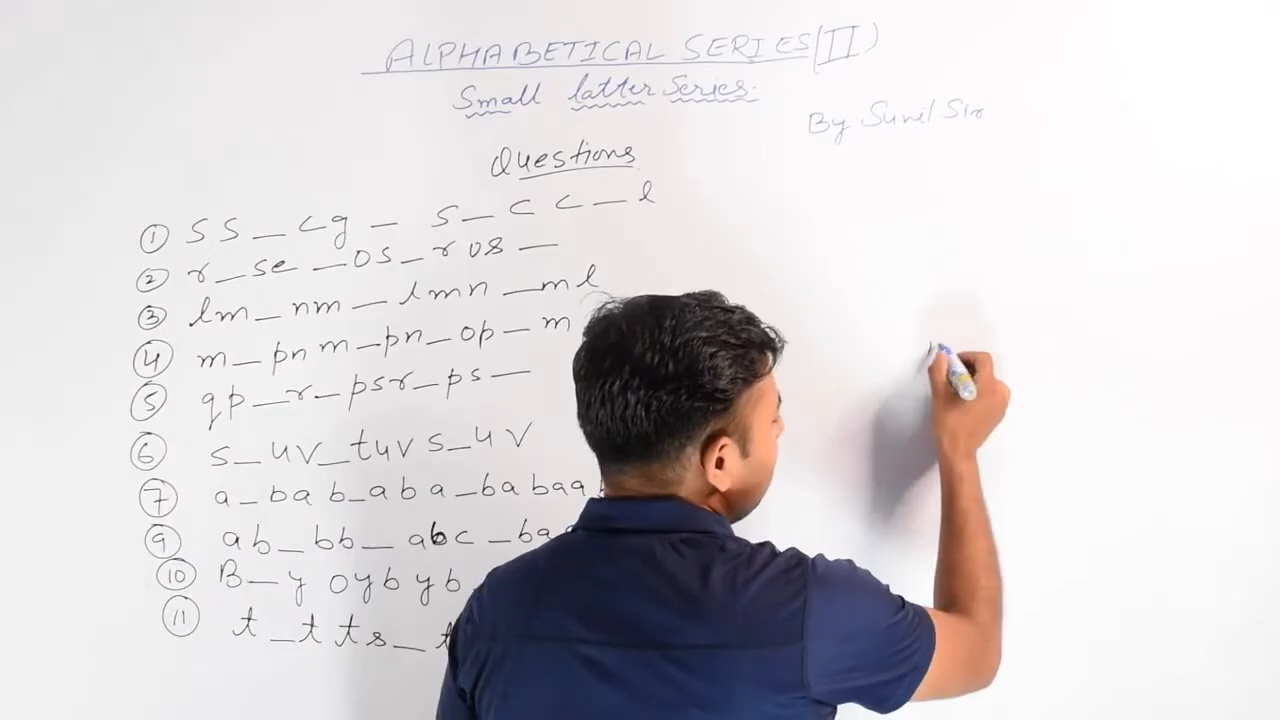 ALPHABETICAL SERIES (II)
Small latter Series.
By Sunil Sir
Questions
① s s _ c g _ s _ c c _ l
② r _ s e _ o s _ r o s _
③ l m _ n m _ l m n _ m l
④ m _ p n m _ p n _ o p _ m
⑤ q p _ r _ p s r _ p s _
⑥ s _ u v _ t u v s _ u v
⑦ a _ b a b _ a b a _ b a b a a
⑨ a b _ b b _ a b c _ b a
⑩ B _ y o y b y b
⑪ t _ t t s _ t